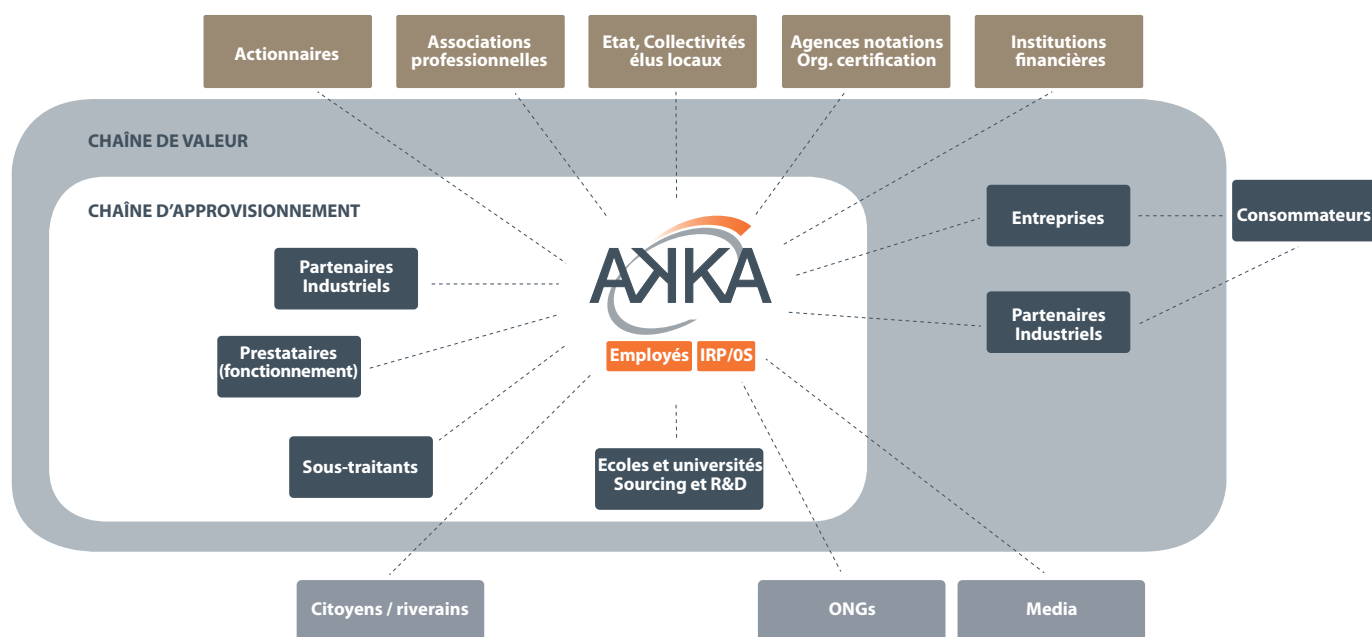 Actionnaires
Associations
professionnelles
Etat, Collectivités
élus locaux
Agences notations
Org. certification
Institutions
financières
CHAÎNE DE VALEUR
CHAÎNE D'APPROVISIONNEMENT
Entreprises
Consommateurs
AKKA
Partenaires
Industriels
Partenaires
Industriels
Prestataires
(fonctionnement)
Employés
IRP/0S
Sous-traitants
Ecoles et universités
Sourcing et R&D
Citoyens / riverains
ONGs
Media